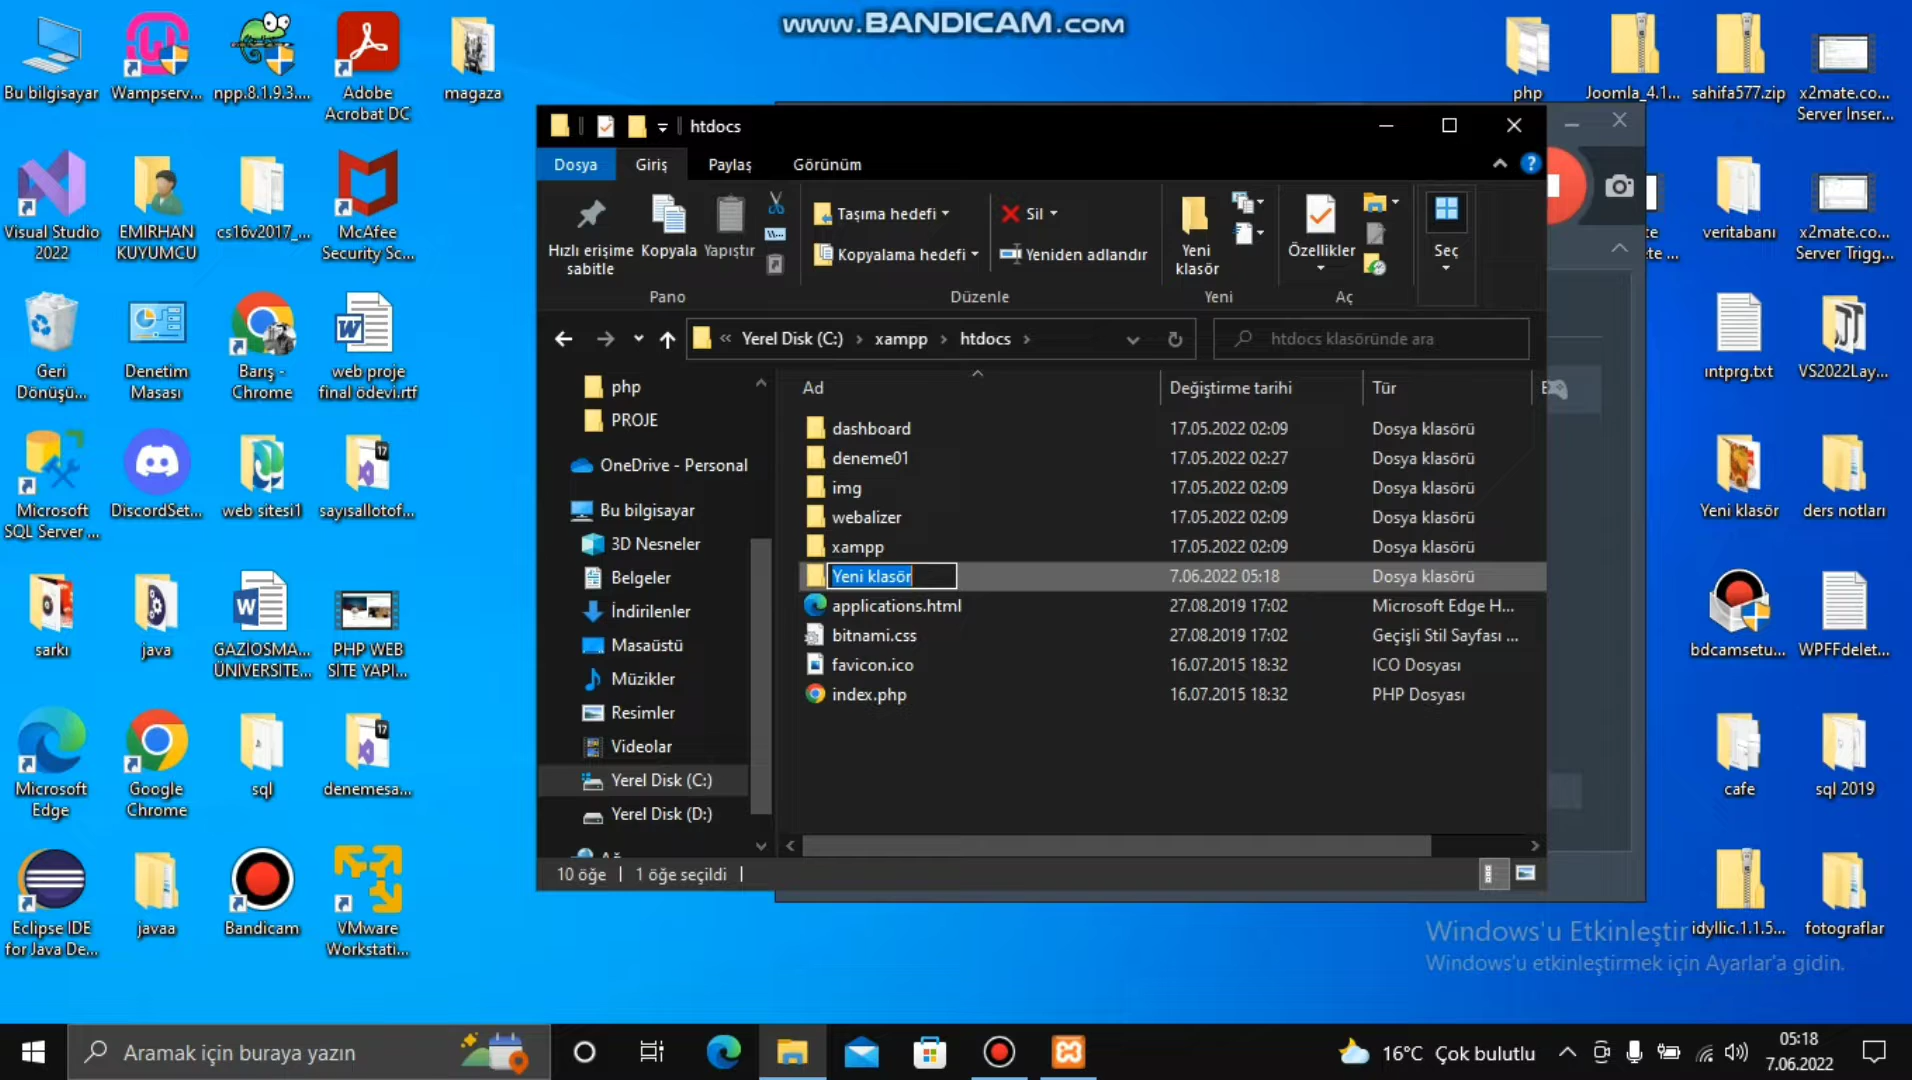 www.BANDICAM.com
Bu bilgisayar
Wampserv...
npp.8.1.9.3....
Adobe
Acrobat DC
magaza
php
Joomla_4.1...
sahifa577.zip
x2mate.co...
Server Inser...
Visual Studio
2022
EMIRHAN
KUYUMCU
cs16v2017_...
McAfee
Security Sc...
veritabanı
x2mate.co...
Server Trigg...
Geri
Dönüşü...
Denetim
Masası
Barış -
Chrome
web proje
final ödevi.rtf
ıntprg.txt
VS2022Lay...
Microsoft
SQL Server ...
DiscordSet...
web sitesi1
sayısallotof...
Yeni klasör
ders notları
sarkı
java
GAZIOSMA...
ÜNİVERSİTE...
PHP WEB
SITE YAPI...
bdcamsetu...
WPFFdelet...
Microsoft
Edge
Google
Chrome
sql
denemesa...
cafe
sql 2019
Eclipse IDE
for Java De...
javaa
Bandicam
VMware
Workstati...
idyllic.1.1.5...
fotograflar
htdocs
Dosya
Giriş
Paylaş
Görünüm
Hızlı erişime
sabitle
Kopyala
Yapıştır
Taşıma hedefi
Kopyalama hedefi
Sil
Yeniden adlandır
Yeni
klasör
Özellikler
Seç
Pano
Düzenle
Yeni
Aç
« Yerel Disk (C:) › xampp › htdocs ›
htdocs klasöründe ara
php
PROJE
OneDrive - Personal
Bu bilgisayar
3D Nesneler
Belgeler
İndirilenler
Masaüstü
Müzikler
Resimler
Videolar
Yerel Disk (C:)
Yerel Disk (D:)
Ad Değiştirme tarihi Tür
dashboard 17.05.2022 02:09 Dosya klasörü
deneme01 17.05.2022 02:27 Dosya klasörü
img 17.05.2022 02:09 Dosya klasörü
webalizer 17.05.2022 02:09 Dosya klasörü
xampp 17.05.2022 02:09 Dosya klasörü
Yeni klasör 7.06.2022 05:18 Dosya klasörü
applications.html 27.08.2019 17:02 Microsoft Edge H...
bitnami.css 27.08.2019 17:02 Geçişli Stil Sayfası ...
favicon.ico 16.07.2015 18:32 ICO Dosyası
index.php 16.07.2015 18:32 PHP Dosyası
10 öğe 1 öğe seçildi
Windows'u Etkinleştir
Windows'u etkinleştirmek için Ayarlar'a gidin.
Aramak için buraya yazın
16°C Çok bulutlu
05:18
7.06.2022